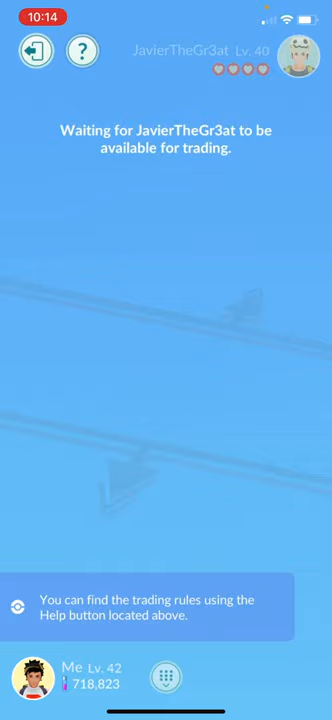 10:14
?
JavierTheGr3at Lv. 40
Waiting for JavierTheGr3at to be
available for trading.
You can find the trading rules using the
Help button located above.
Me Lv. 42
718,823